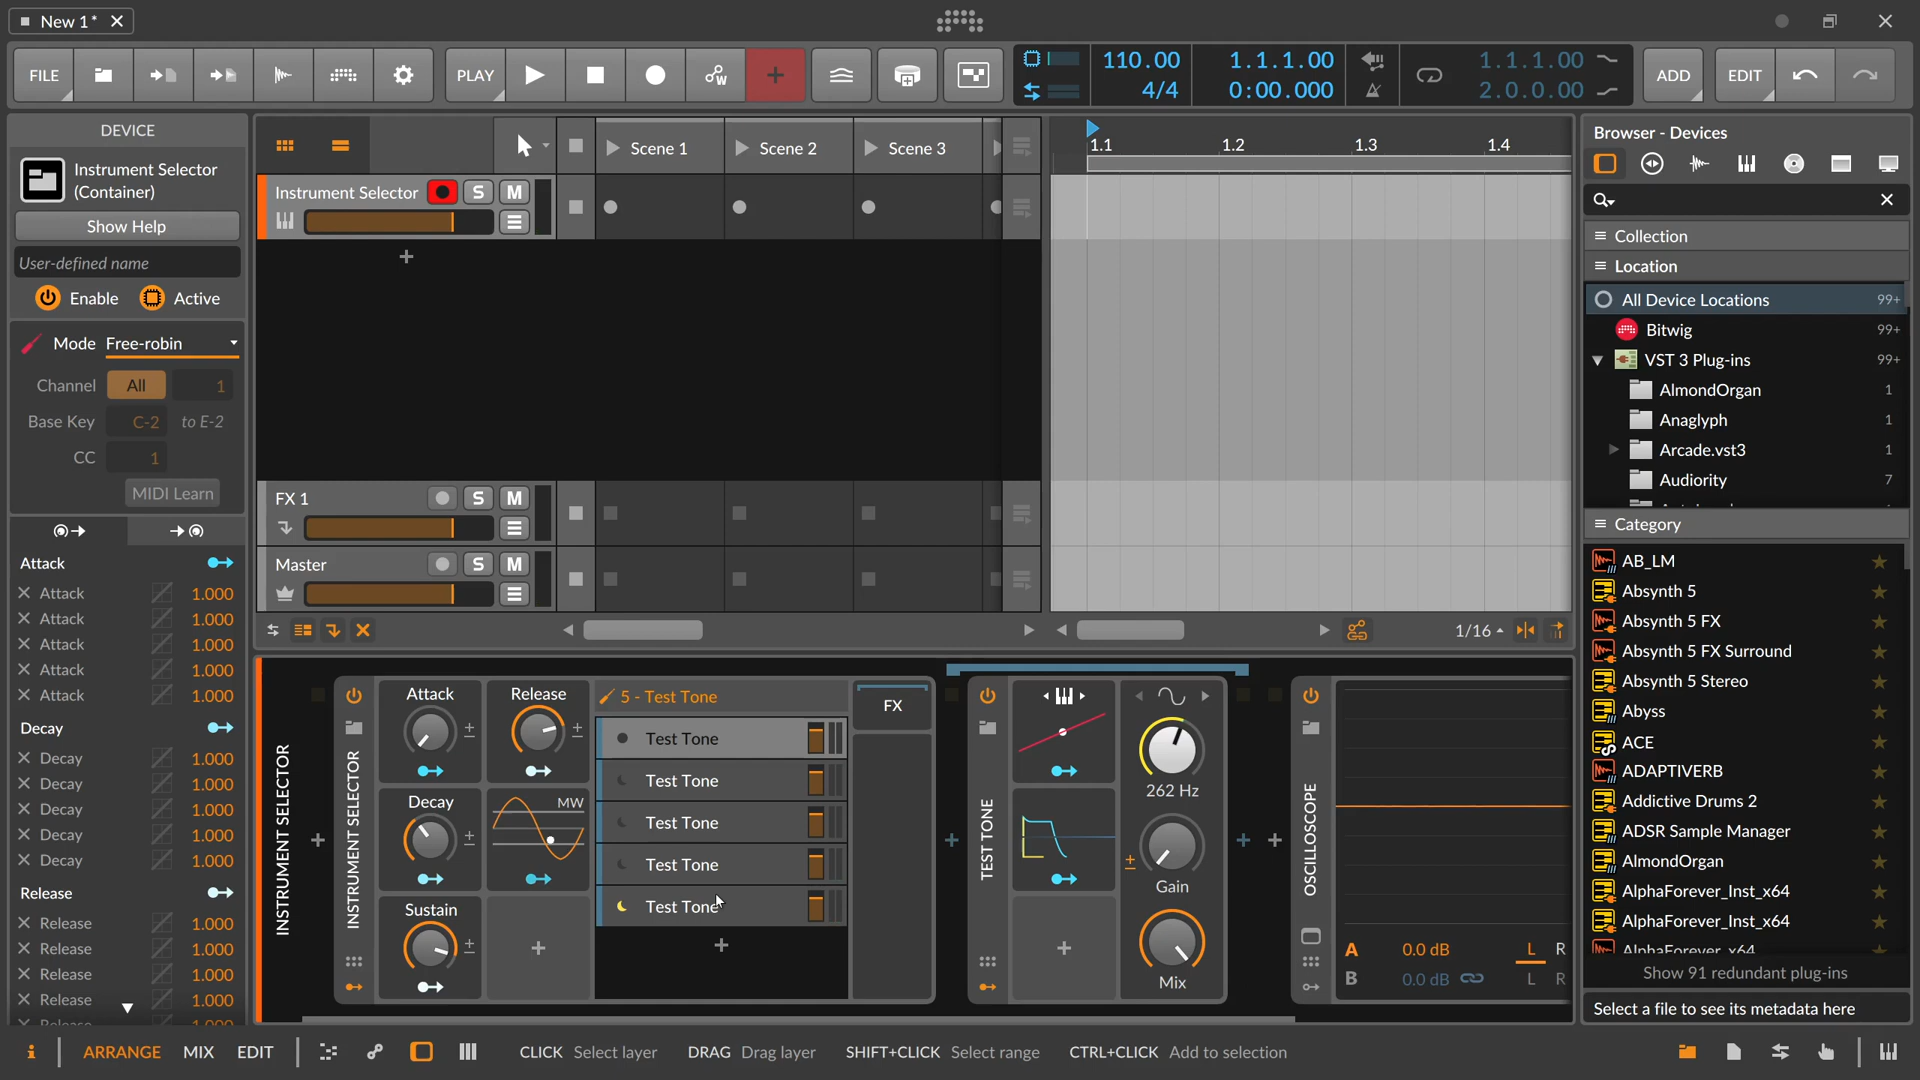 New 1*
FILE
PLAY
110.00
4/4
1.1.1.00
0:00.000
1.1.1.00
2.0.0.00
ADD
EDIT
DEVICE
Instrument Selector
(Container)
Show Help
User-defined name
Enable
Active
Mode Free-robin
Channel All 1
Base Key C-2 to E-2
CC 1
MIDI Learn
Attack
Attack 1.000
Attack 1.000
Attack 1.000
Attack 1.000
Attack 1.000
Decay
Decay 1.000
Decay 1.000
Decay 1.000
Decay 1.000
Decay 1.000
Release
Release 1.000
Release 1.000
Release 1.000
Release 1.000
Release 1.000
Scene 1
Scene 2
Scene 3
Instrument Selector
S M
FX 1
S M
Master
S M
1.1
1.2
1.3
1.4
1/16
INSTRUMENT SELECTOR
INSTRUMENT SELECTOR
Attack
Release
Decay
MW
Sustain
5 - Test Tone
Test Tone
Test Tone
Test Tone
Test Tone
Test Tone
FX
TEST TONE
262 Hz
Gain
Mix
OSCILLOSCOPE
A 0.0 dB L R
B 0.0 dB L R
Browser - Devices
Collection
Location
All Device Locations 99+
Bitwig 99+
VST 3 Plug-ins 99+
AlmondOrgan 1
Anaglyph 1
Arcade.vst3 1
Audiority 7
Category
AB_LM
Absynth 5
Absynth 5 FX
Absynth 5 FX Surround
Absynth 5 Stereo
Abyss
ACE
ADAPTIVERB
Addictive Drums 2
ADSR Sample Manager
AlmondOrgan
AlphaForever_Inst_x64
AlphaForever_Inst_x64
AlphaForever_x64
Show 91 redundant plug-ins
Select a file to see its metadata here
i
ARRANGE
MIX
EDIT
CLICK Select layer
DRAG Drag layer
SHIFT+CLICK Select range
CTRL+CLICK Add to selection